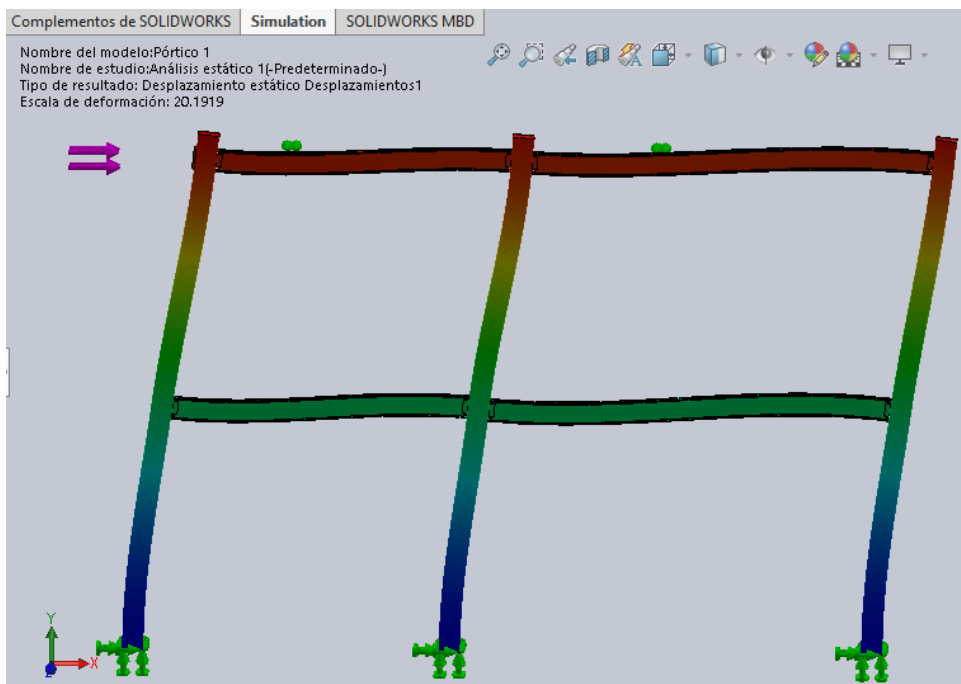 Complementos de SOLIDWORKS Simulation SOLIDWORKS MBD
Nombre del modelo:Pórtico 1
Nombre de estudio:Análisis estático 1(-Predeterminado-)
Tipo de resultado: Desplazamiento estático Desplazamientos1
Escala de deformación: 20.1919
Y
X
Z